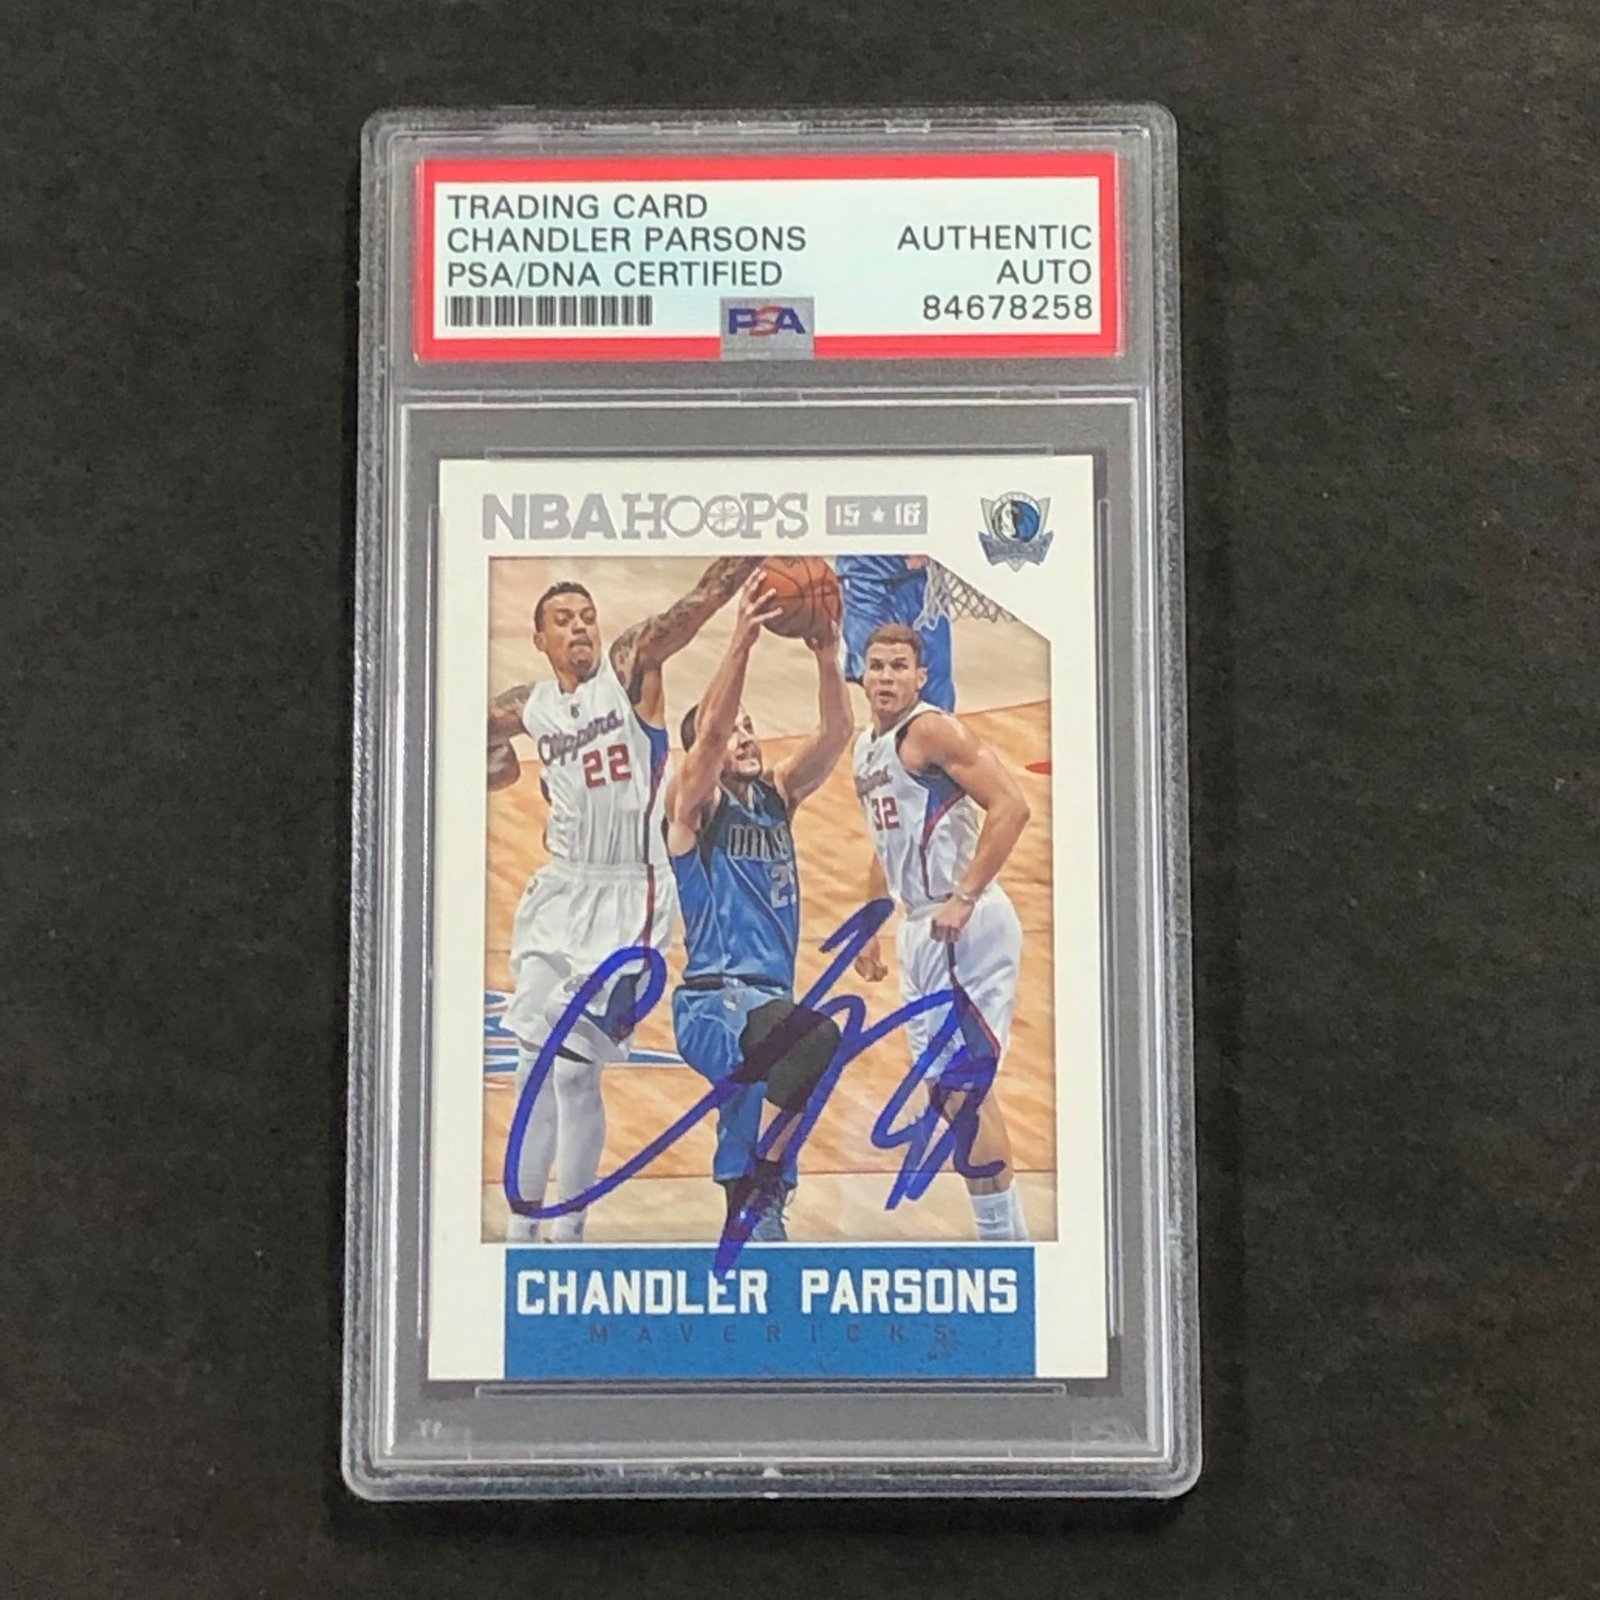 TRADING CARD
CHANDLER PARSONS
PSA/DNA CERTIFIED
AUTHENTIC
AUTO
84678258
PSA
NBA HOOPS 15 ★ 16
Clippers
22
32
CHANDLER PARSONS
MAVERICKS